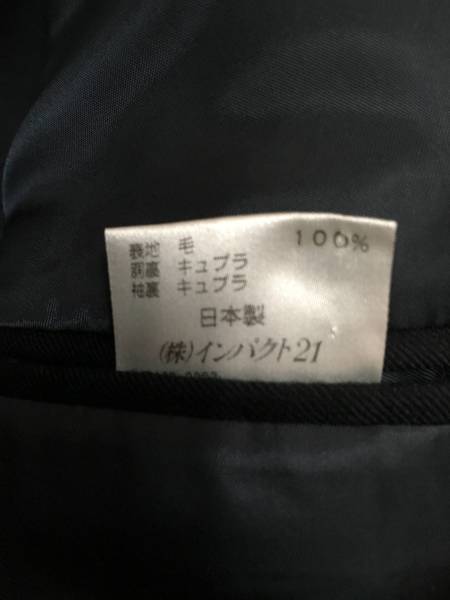 表地 毛 100%
胴裏 キュプラ
袖裏 キュプラ
日本製
(株)インパクト21